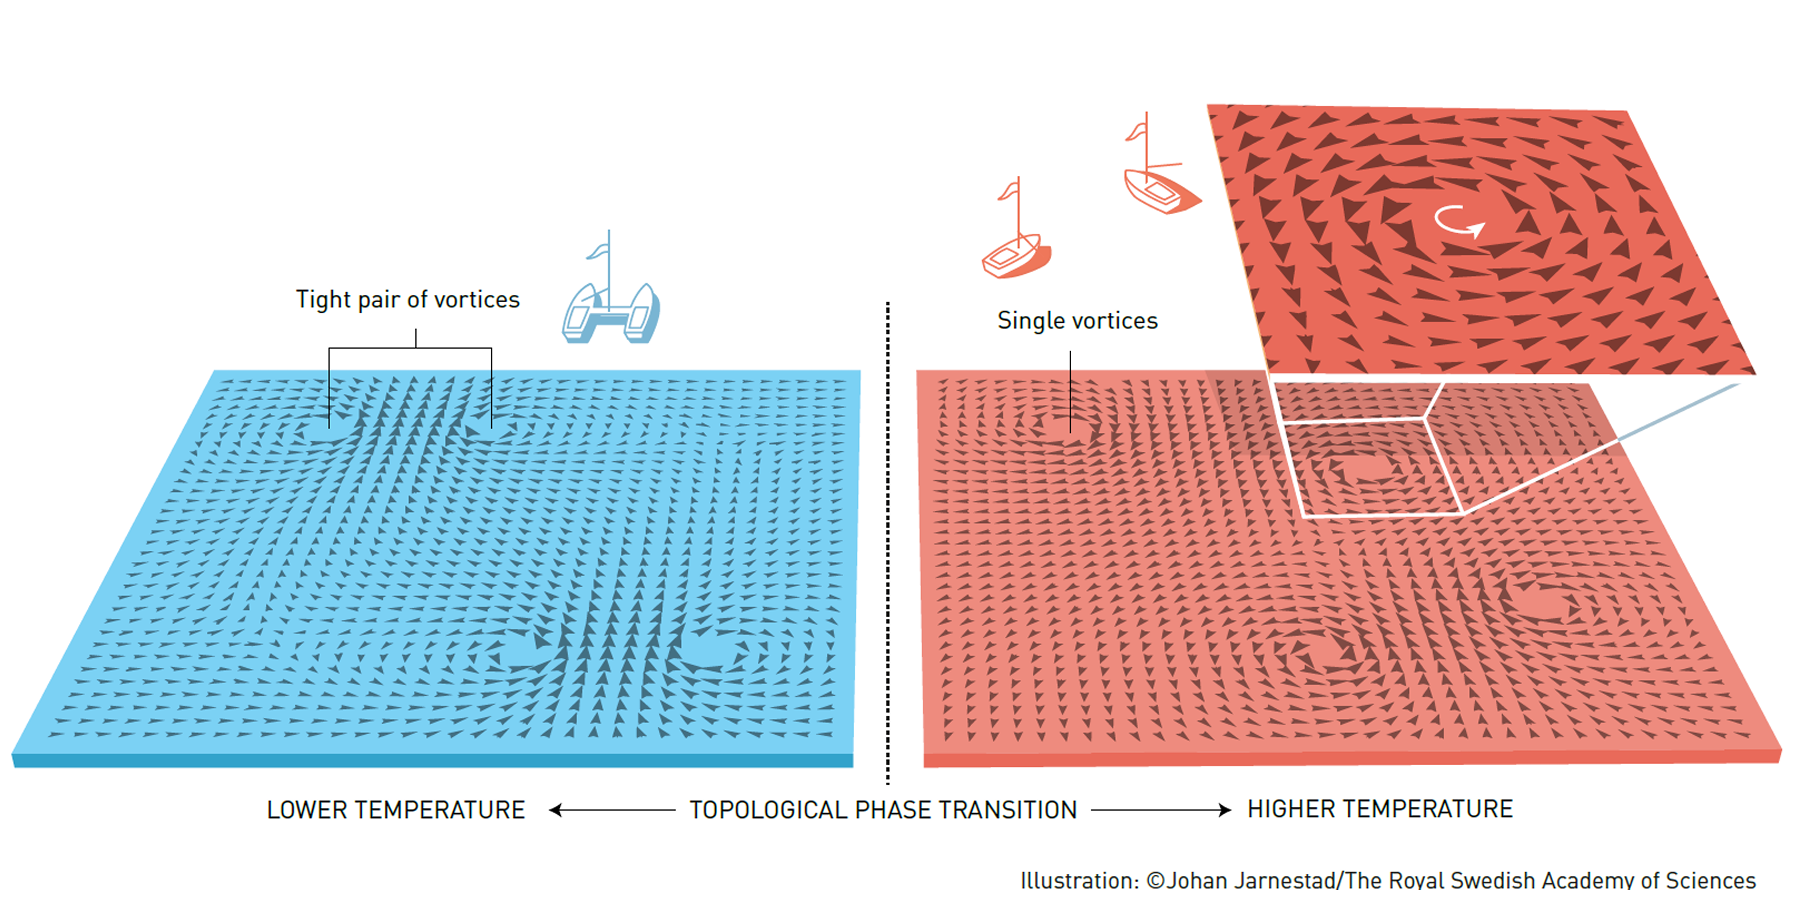 Tight pair of vortices
Single vortices
LOWER TEMPERATURE TOPOLOGICAL PHASE TRANSITION HIGHER TEMPERATURE
Illustration: ©Johan Jarnestad/The Royal Swedish Academy of Sciences